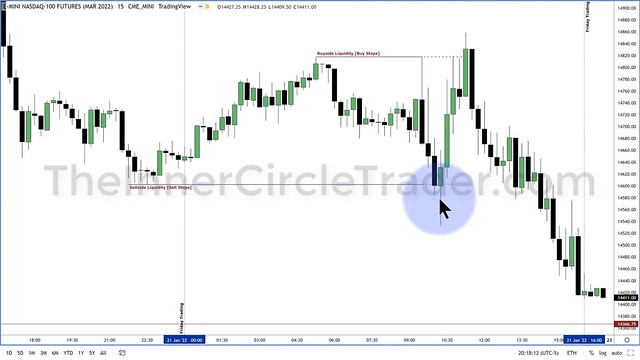 E-MINI NASDAQ-100 FUTURES (MAR 2022)  15  CME_MINI  TradingView
O14427.25 H14428.25 L14409.50 C14411.00
Friday Trading
14900.00
14880.00
14840.00
14820.00
14800.00
14780.00
14760.00
14740.00
14720.00
14700.00
14680.00
14660.00
14640.00
14620.00
14600.00
14580.00
14560.00
14540.00
14520.00
14500.00
14480.00
14460.00
14440.00
14420.00
14411.00
14366.75
Buyside Liquidity [Buy Stops]
TheInnerCircleTrader.com
Sellside Liquidity [Sell Stops]
Friday Trading
18:00 19:30 21:00 22:30 21 Jan '22 00:00 01:30 03:00 04:30 06:00 07:30 09:00 10:30 12:00 13:30 15:00 21 Jan '22 16:00 23
1D 5D 1M 3M 6M YTD 1Y 5Y All
20:18:12 (UTC-5) ETH % log auto